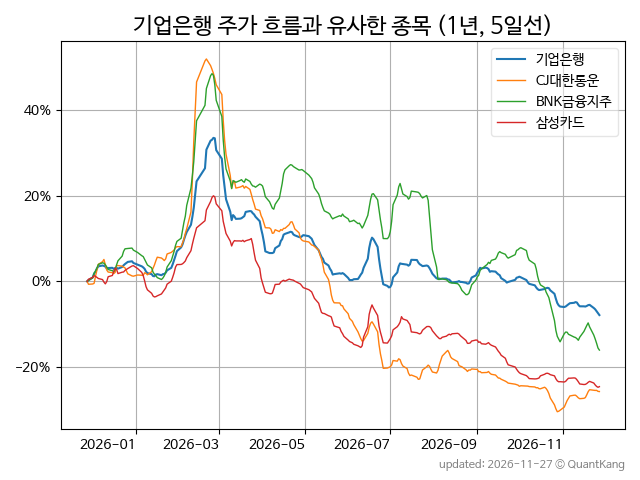 기업은행 주가 흐름과 유사한 종목 (1년, 5일선)
기업은행
CJ대한통운
BNK금융지주
삼성카드
40%
20%
0%
−20%
2026-01 2026-03 2026-05 2026-07 2026-09 2026-11
updated: 2026-11-27 © QuantKang